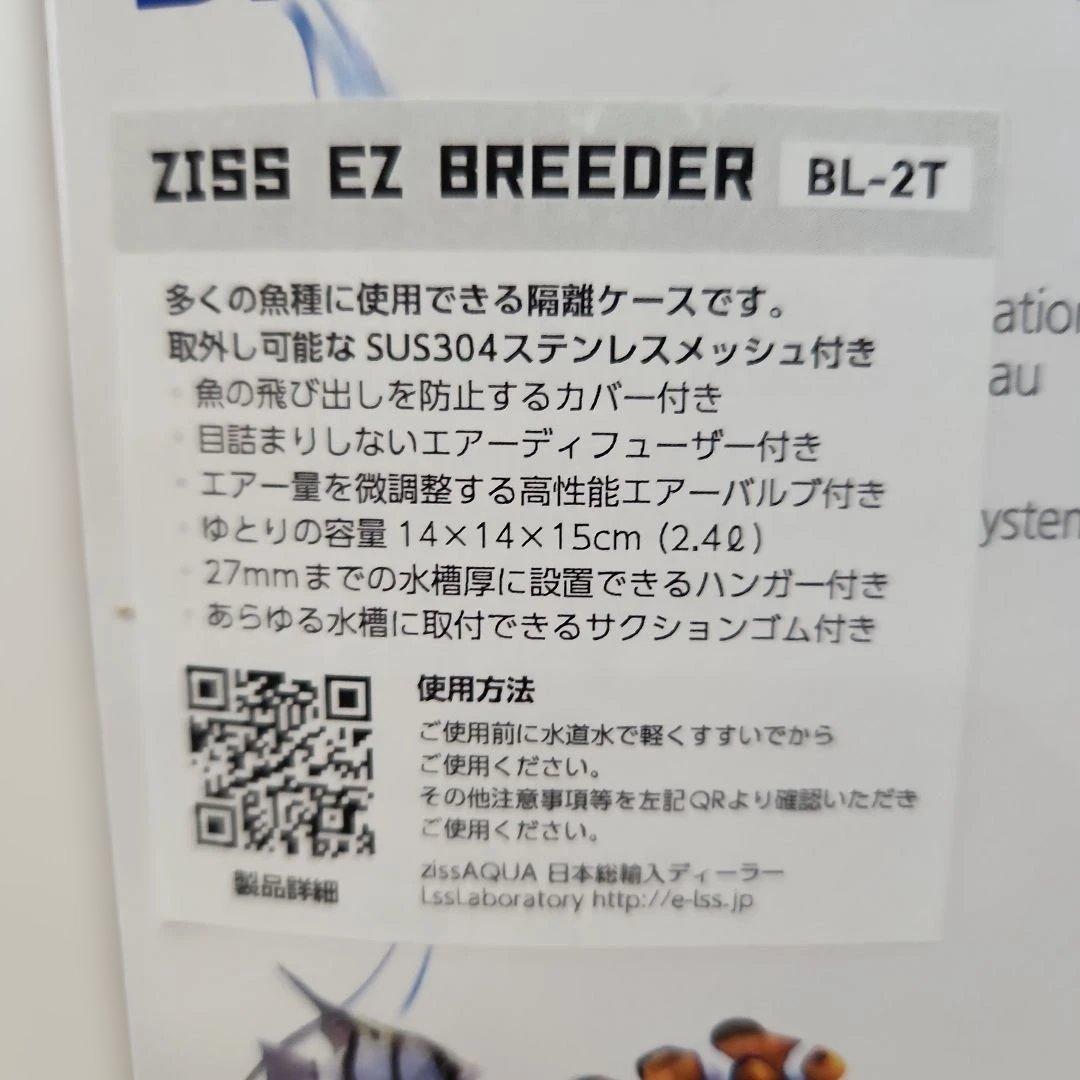 ZISS EZ BREEDER BL-2T
多くの魚種に使用できる隔離ケースです。
取外し可能な SUS304ステンレスメッシュ付き
・魚の飛び出しを防止するカバー付き
・目詰まりしないエアーディフューザー付き
・エアー量を微調整する高性能エアーバルブ付き
・ゆとりの容量 14×14×15cm (2.4ℓ)
・27mmまでの水槽厚に設置できるハンガー付き
・あらゆる水槽に取付できるサクションゴム付き
使用方法
ご使用前に水道水で軽くすすいでから
ご使用ください。
その他注意事項等を左記QRより確認いただき
ご使用ください。
製品詳細
zissAQUA 日本総輸入ディーラー
LssLaboratory http://e-lss.jp
au